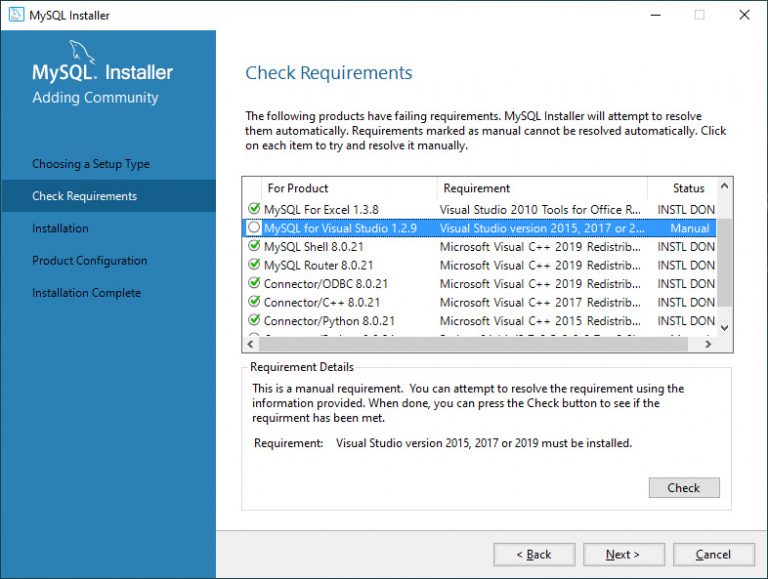 MySQL Installer
MySQL. Installer
Adding Community
Choosing a Setup Type
Check Requirements
Installation
Product Configuration
Installation Complete
Check Requirements
The following products have failing requirements. MySQL Installer will attempt to resolve
them automatically. Requirements marked as manual cannot be resolved automatically. Click
on each item to try and resolve it manually.
For Product Requirement Status
MySQL For Excel 1.3.8 Visual Studio 2010 Tools for Office R... INSTL DON
MySQL for Visual Studio 1.2.9 Visual Studio version 2015, 2017 or 2... Manual
MySQL Shell 8.0.21 Microsoft Visual C++ 2019 Redistrib... INSTL DON
MySQL Router 8.0.21 Microsoft Visual C++ 2019 Redistrib... INSTL DON
Connector/ODBC 8.0.21 Microsoft Visual C++ 2019 Redistrib... INSTL DON
Connector/C++ 8.0.21 Microsoft Visual C++ 2017 Redistrib... INSTL DON
Connector/Python 8.0.21 Microsoft Visual C++ 2015 Redistrib... INSTL DON
Requirement Details
This is a manual requirement. You can attempt to resolve the requirement using the
information provided. When done, you can press the Check button to see if the
requirment has been met.
Requirement: Visual Studio version 2015, 2017 or 2019 must be installed.
Check
< Back Next > Cancel